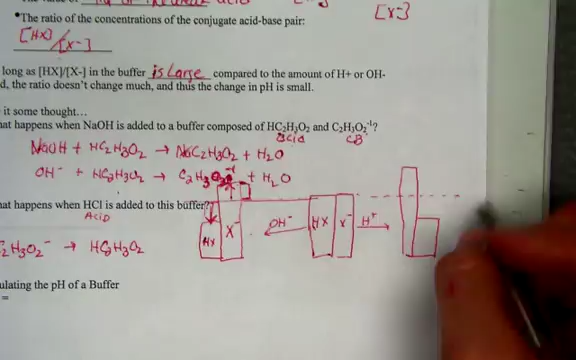 [X-]
•The ratio of the concentrations of the conjugate acid-base pair:
[HX]/[X-]
long as [HX]/[X-] in the buffer is Large compared to the amount of H+ or OH-
d, the ratio doesn't change much, and thus the change in pH is small.
it some thought…
hat happens when NaOH is added to a buffer composed of HC₂H₃O₂ and C₂H₃O₂⁻¹?
acid CB
NaOH + HC₂H₃O₂ → NaC₂H₃O₂ + H₂O
OH⁻ + HC₂H₃O₂ → C₂H₃O₂⁻¹ + H₂O
hat happens when HCl is added to this buffer?
Acid
HX X⁻ OH⁻ HX X⁻ H⁺
C₂H₃O₂⁻ → HC₂H₃O₂
ulating the pH of a Buffer
=